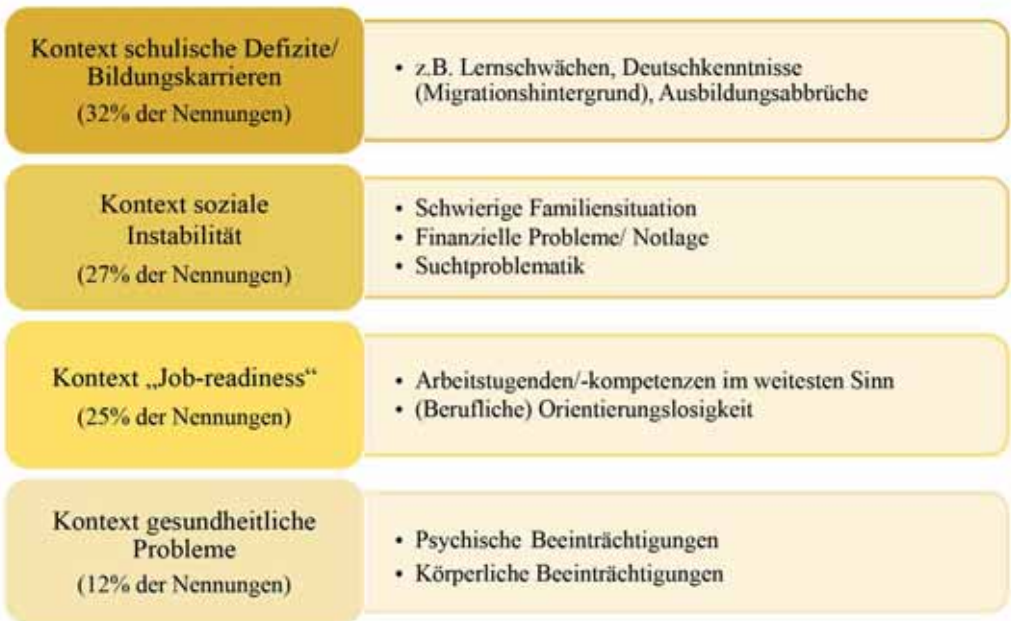 Kontext schulische Defizite/
Bildungskarrieren
(32% der Nennungen)
• z.B. Lernschwächen, Deutschkenntnisse
(Migrationshintergrund), Ausbildungsabbrüche
Kontext soziale
Instabilität
(27% der Nennungen)
• Schwierige Familiensituation
• Finanzielle Probleme/ Notlage
• Suchtproblematik
Kontext „Job-readiness“
(25% der Nennungen)
• Arbeitstugenden/-kompetenzen im weitesten Sinn
• (Berufliche) Orientierungslosigkeit
Kontext gesundheitliche
Probleme
(12% der Nennungen)
• Psychische Beeinträchtigungen
• Körperliche Beeinträchtigungen